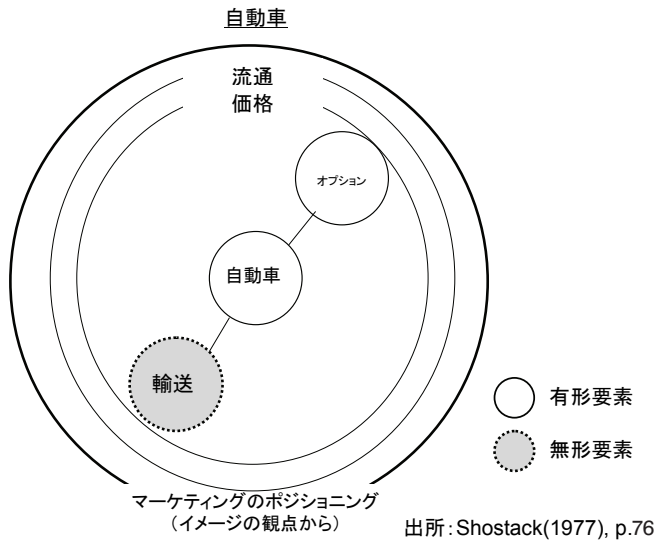 自動車
流通
価格
オプション
自動車
輸送
有形要素
無形要素
マーケティングのポジショニング
（イメージの観点から）
出所：Shostack(1977), p.76